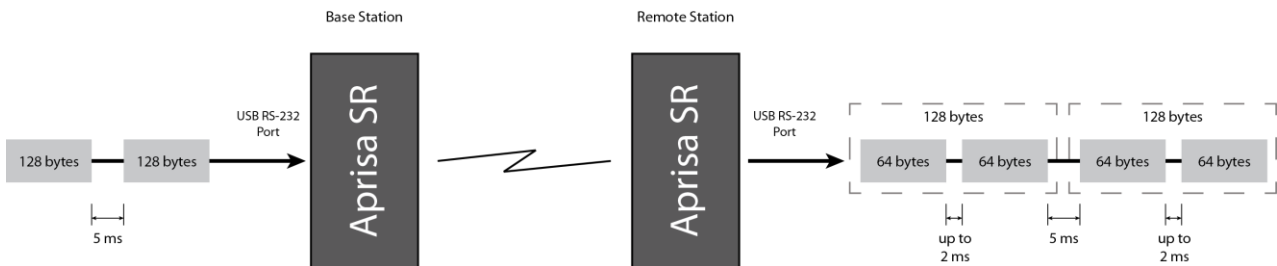 Base Station
Remote Station
USB RS-232
Port
USB RS-232
Port
Aprisa SR
Aprisa SR
128 bytes
128 bytes
128 bytes
128 bytes
64 bytes
64 bytes
64 bytes
64 bytes
5 ms
up to
2 ms
5 ms
up to
2 ms